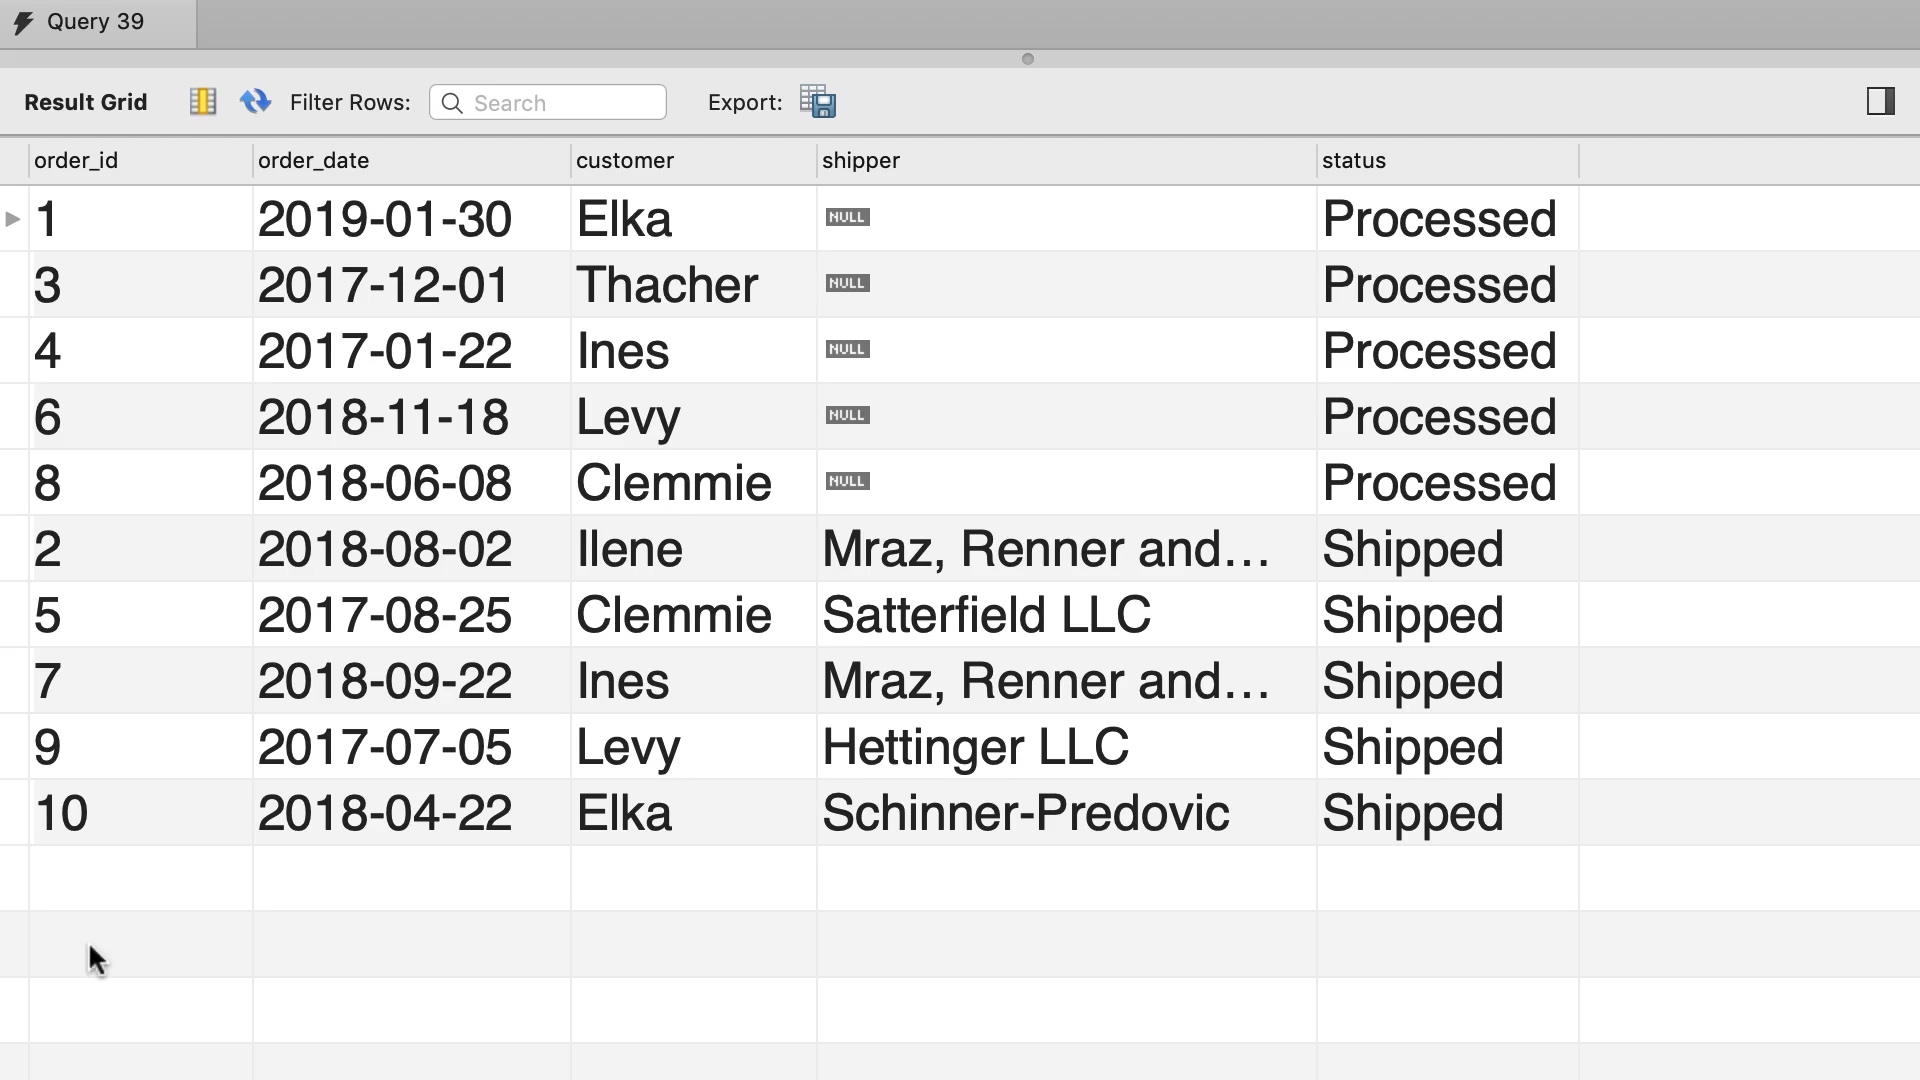 Query 39
Result Grid Filter Rows: Search Export:
order_id order_date customer shipper status
1 2019-01-30 Elka NULL Processed
3 2017-12-01 Thacher NULL Processed
4 2017-01-22 Ines NULL Processed
6 2018-11-18 Levy NULL Processed
8 2018-06-08 Clemmie NULL Processed
2 2018-08-02 Ilene Mraz, Renner and... Shipped
5 2017-08-25 Clemmie Satterfield LLC Shipped
7 2018-09-22 Ines Mraz, Renner and... Shipped
9 2017-07-05 Levy Hettinger LLC Shipped
10 2018-04-22 Elka Schinner-Predovic Shipped